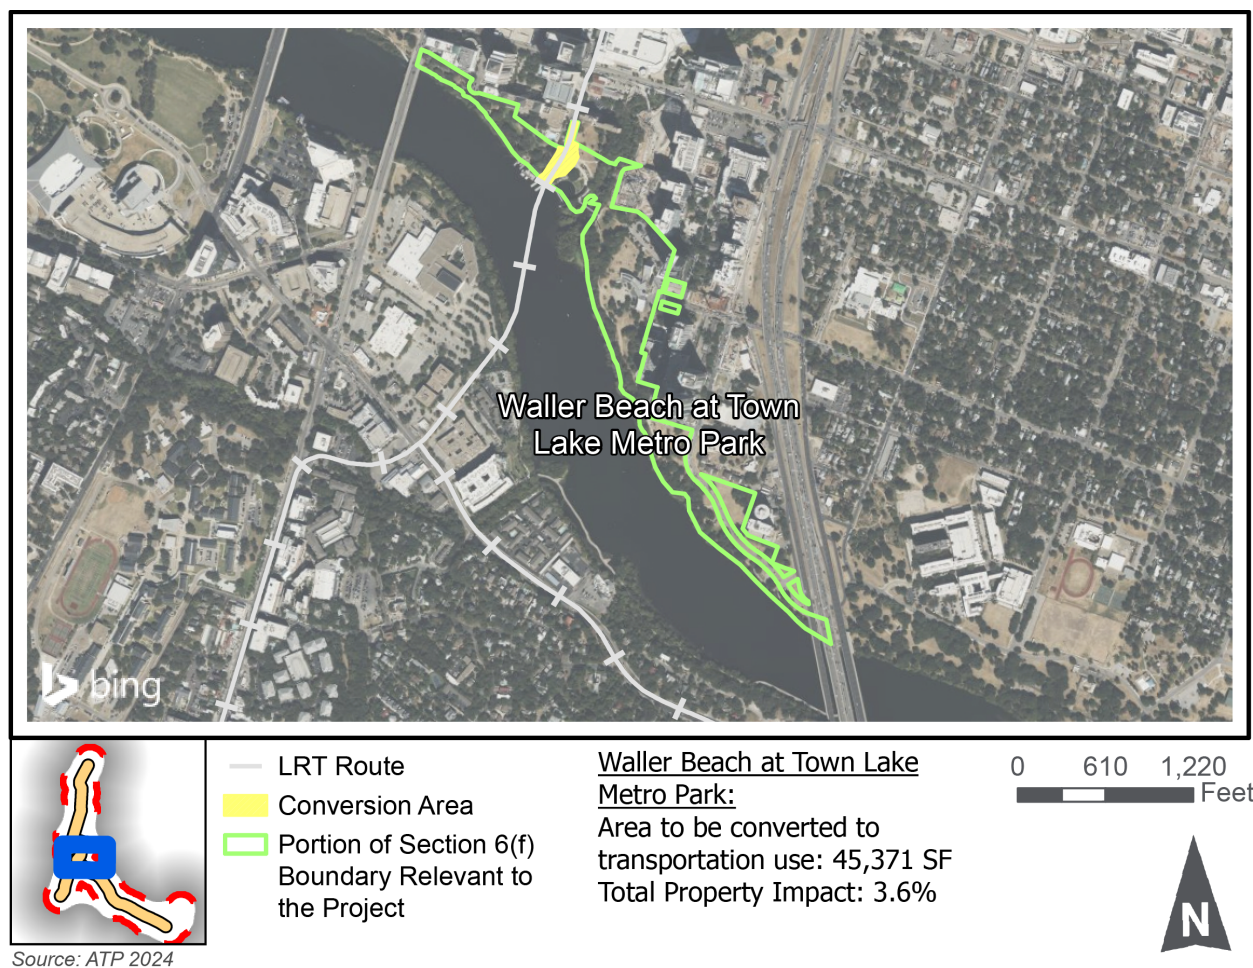 Waller Beach at Town
Lake Metro Park
bing
LRT Route
Conversion Area
Portion of Section 6(f)
Boundary Relevant to
the Project
Waller Beach at Town Lake
Metro Park:
Area to be converted to
transportation use: 45,371 SF
Total Property Impact: 3.6%
0 610 1,220
Feet
N
Source: ATP 2024